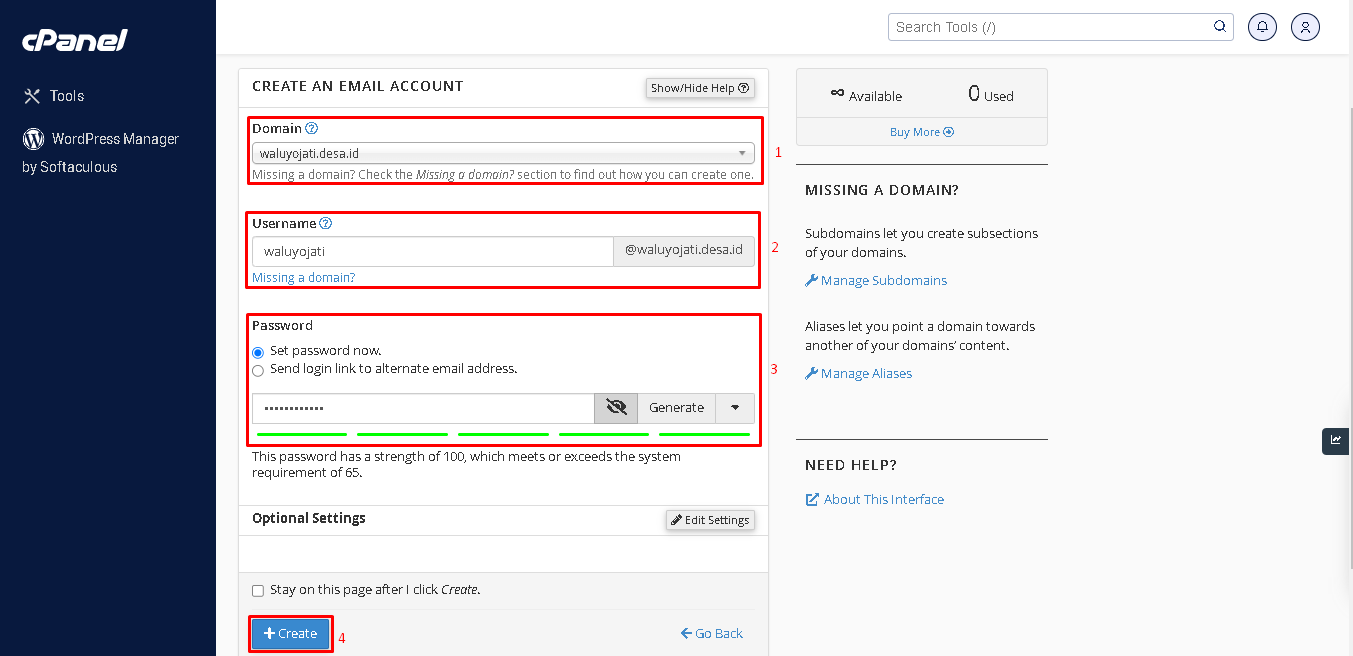 cPanel
Tools
WordPress Manager
by Softaculous
Search Tools (/)
CREATE AN EMAIL ACCOUNT
Show/Hide Help
Domain
waluyojati.desa.id
Missing a domain? Check the Missing a domain? section to find out how you can create one.
1
Username
waluyojati
@waluyojati.desa.id
Missing a domain?
2
Password
Set password now.
Send login link to alternate email address.
••••••••••••
Generate
3
This password has a strength of 100, which meets or exceeds the system
requirement of 65.
Optional Settings
Edit Settings
Stay on this page after I click Create.
Create
4
Go Back
∞ Available
0 Used
Buy More
MISSING A DOMAIN?
Subdomains let you create subsections
of your domains.
Manage Subdomains
Aliases let you point a domain towards
another of your domains’ content.
Manage Aliases
NEED HELP?
About This Interface